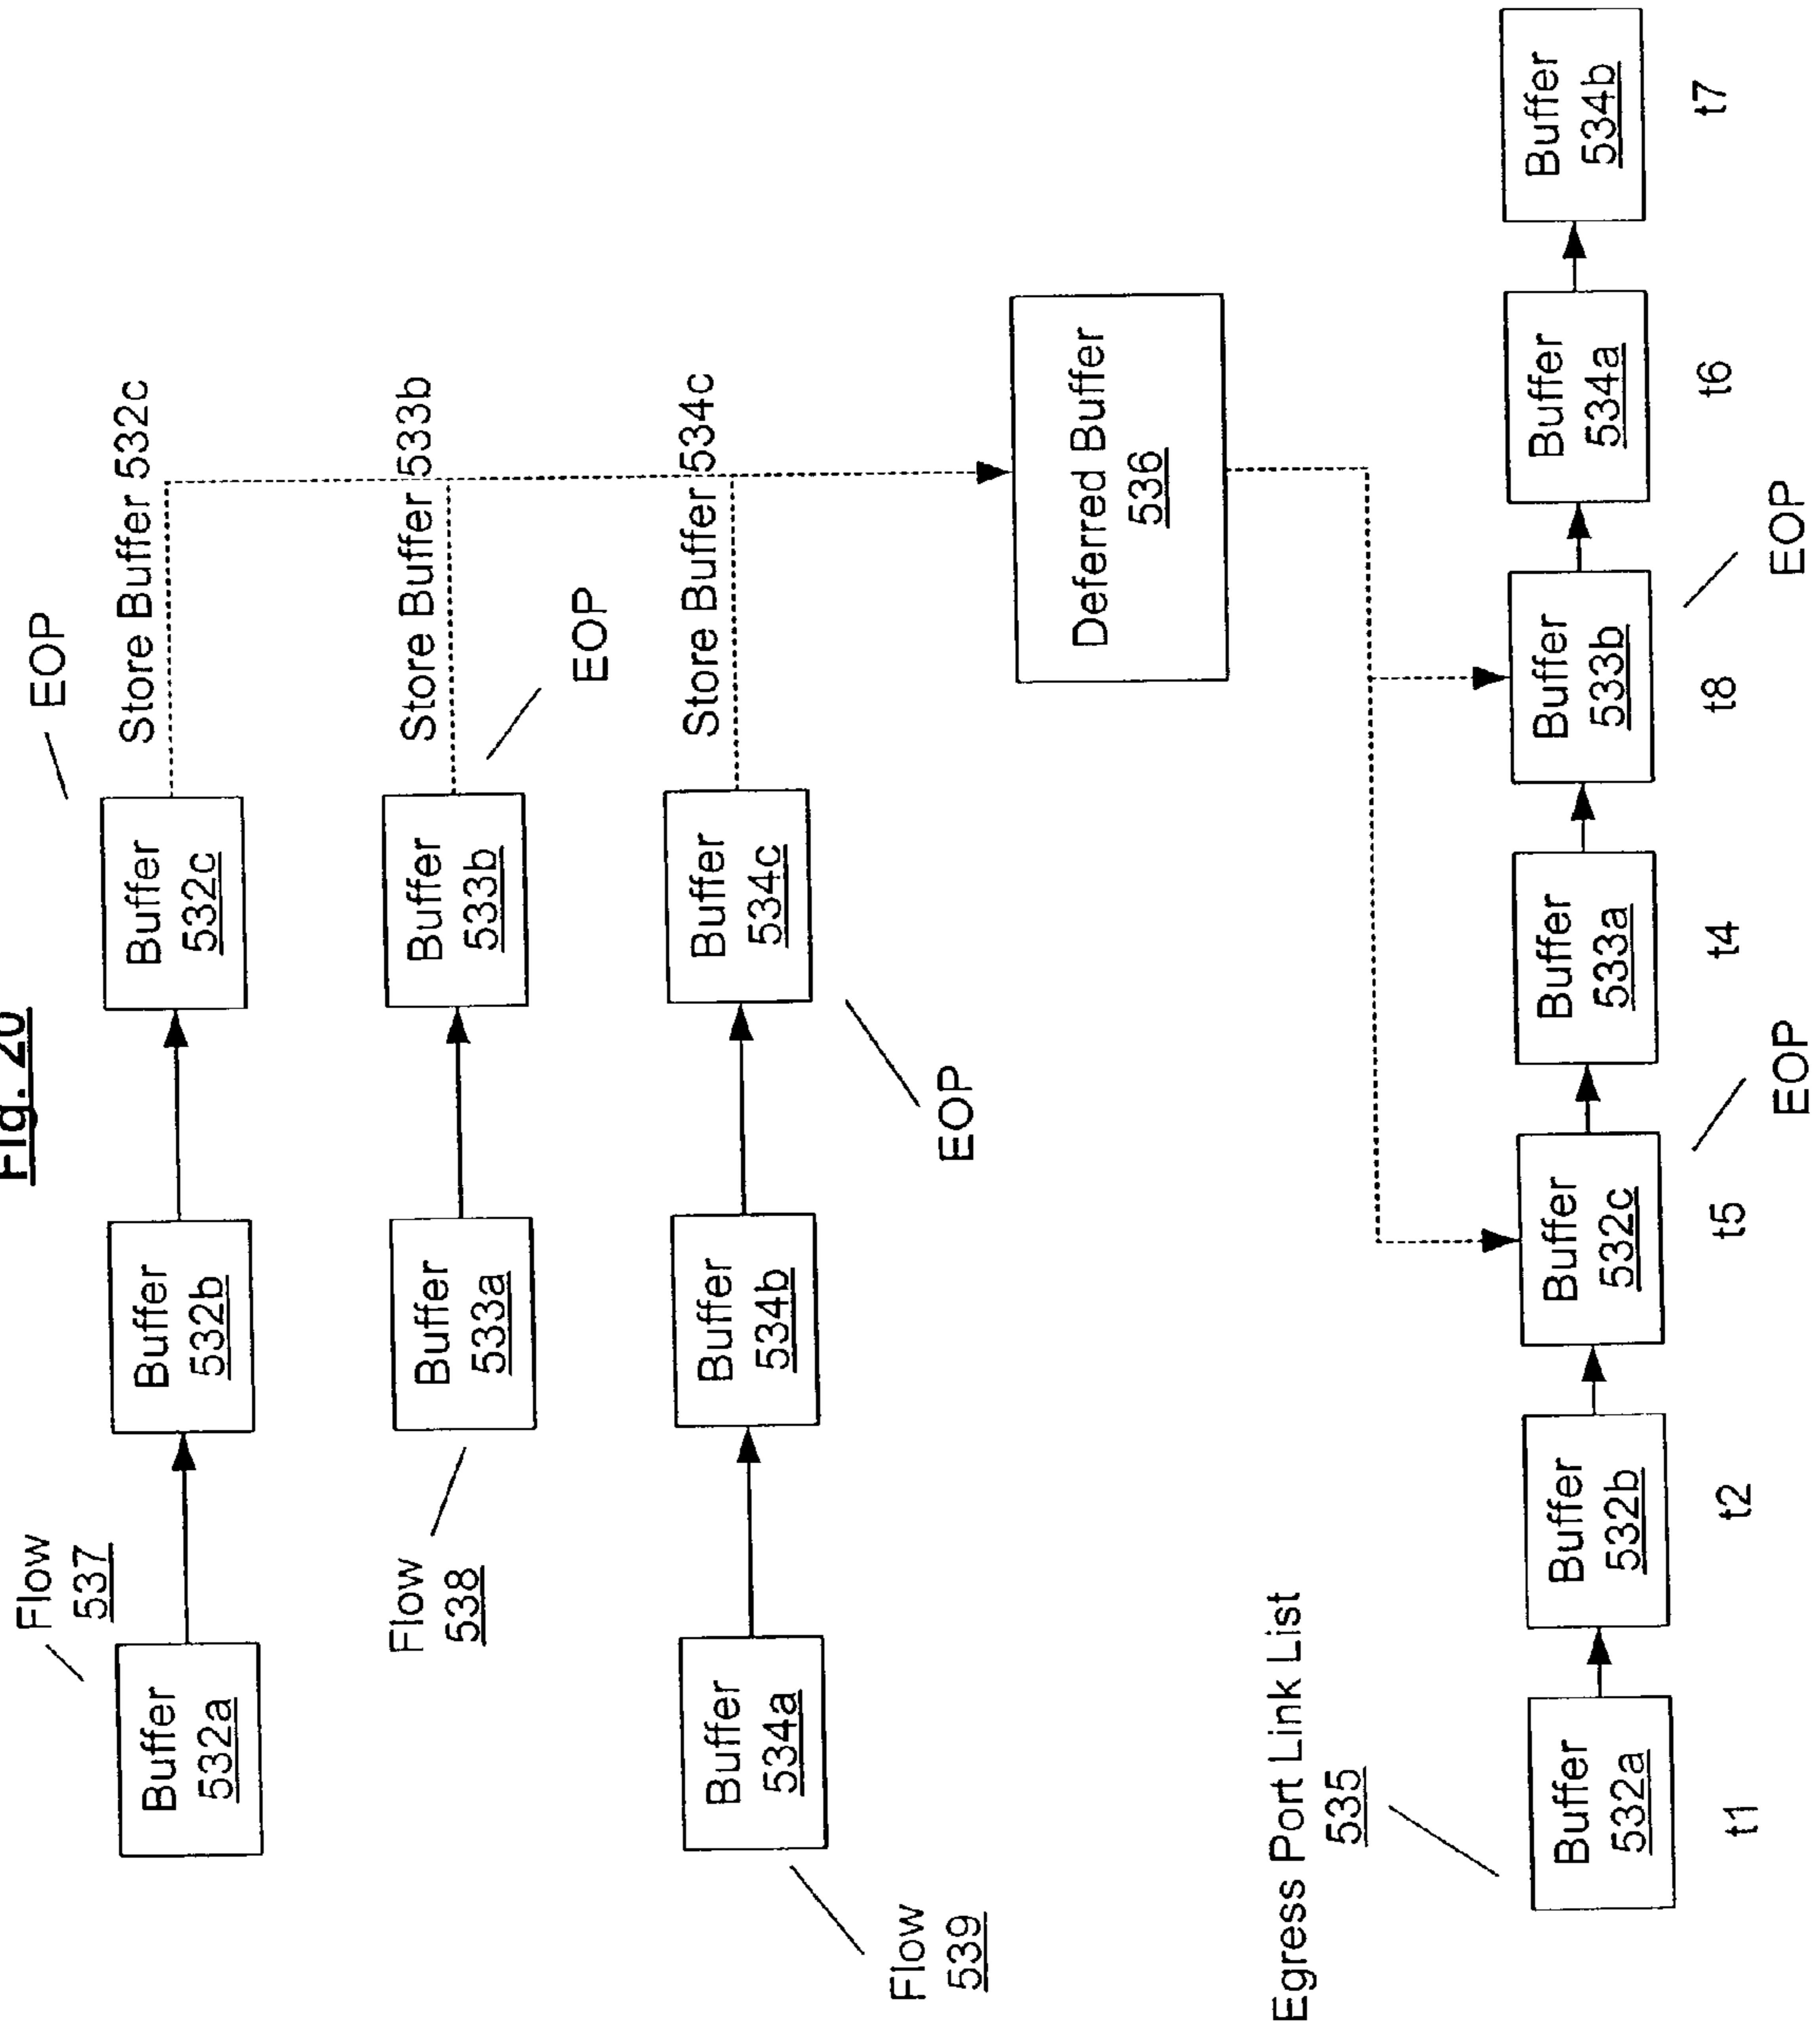 Fig. 20
Flow
537
Buffer
532a
Buffer
532b
Buffer
532c
EOP
Store Buffer 532c
Flow
538
Buffer
533a
Buffer
533b
EOP
Store Buffer 533b
Flow
539
Buffer
534a
Buffer
534b
Buffer
534c
EOP
Store Buffer 534c
Deferred Buffer
536
Egress Port Link List
535
Buffer
532a
Buffer
532b
Buffer
532c
Buffer
533a
Buffer
533b
Buffer
534a
Buffer
534b
t1
t2
t5
t4
t8
t6
t7
EOP
EOP